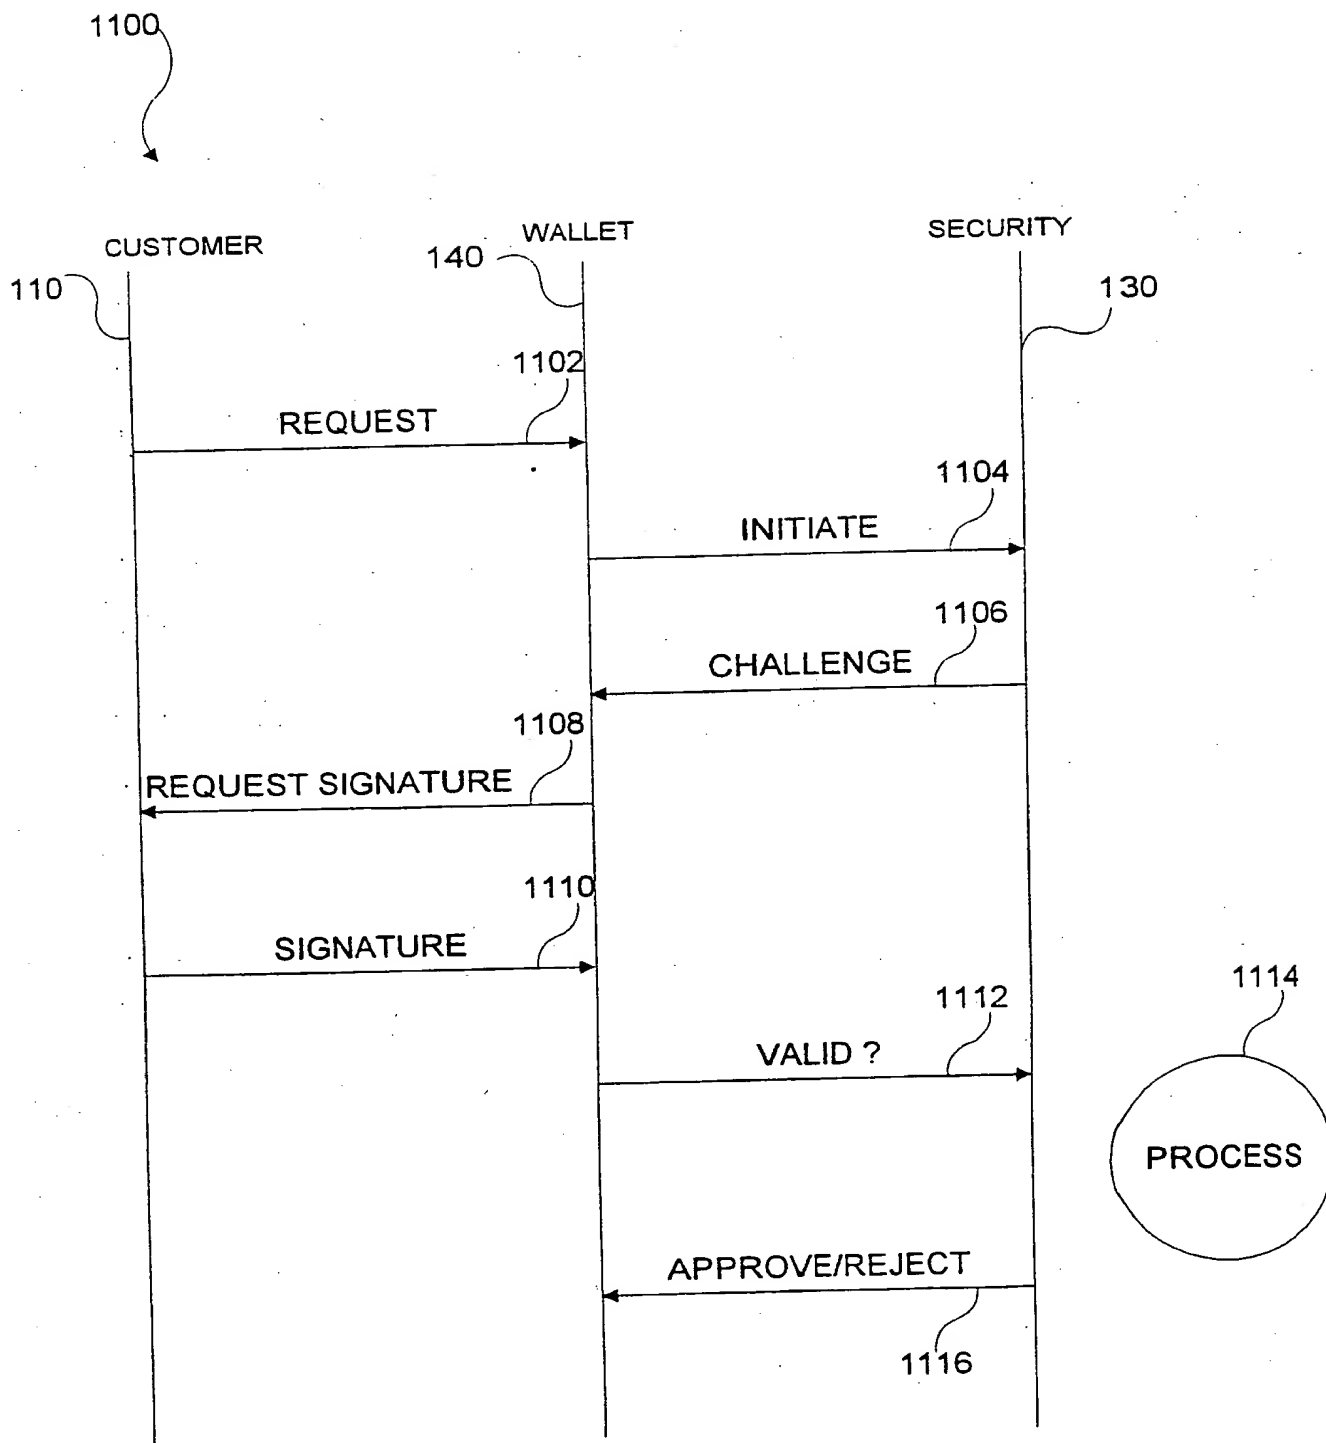 1100
CUSTOMER
WALLET
SECURITY
110
140
130
1102
REQUEST
1104
INITIATE
1106
CHALLENGE
1108
REQUEST SIGNATURE
1110
SIGNATURE
1112
VALID ?
1114
PROCESS
APPROVE/REJECT
1116